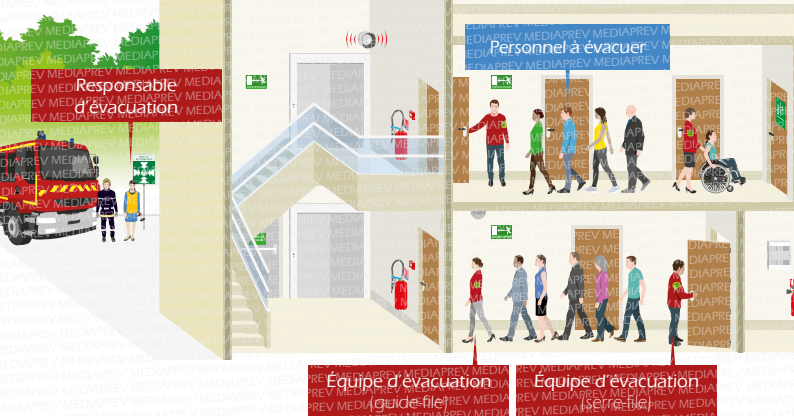 Personnel à évacuer
Responsable
d'évacuation
Équipe d'évacuation
(guide-file)
Équipe d'évacuation
(serre-file)
MEDIAPREV